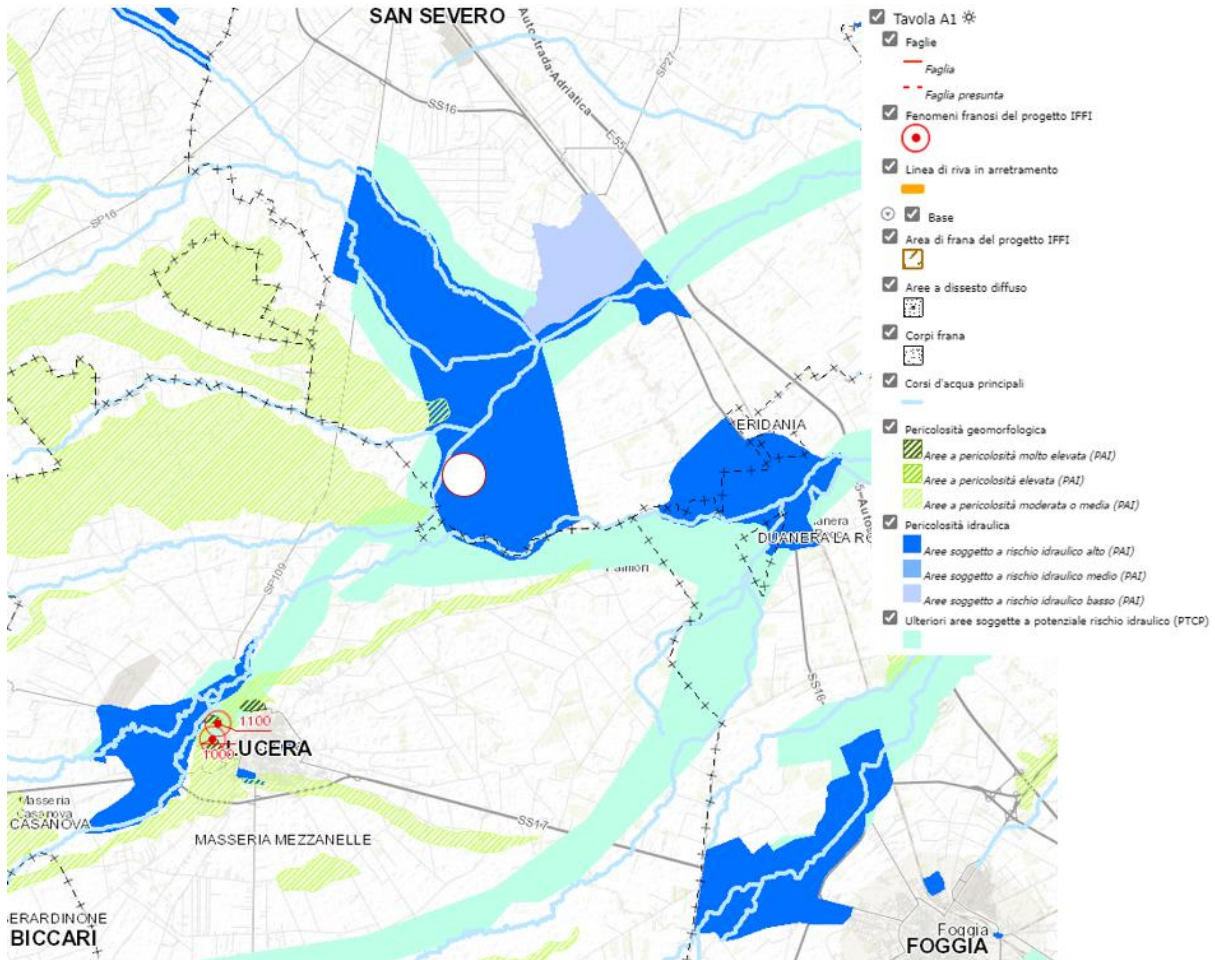 SAN SEVERO
Autostrada-Adriatica
E55
SP27
SS16
SP16
ERIDANIA
DUANERA LA RO
SP109
SS16
1100
1000
LUCERA
Masseria
Casanova
CASANOVA
MASSERIA MEZZANELLE
SS17
ERARDINONE
BICCARI
Foggia
FOGGIA
Tavola A1
Faglie
Faglia
Faglia presunta
Fenomeni franosi del progetto IFFI
Linea di riva in arretramento
Base
Area di frana del progetto IFFI
Aree a dissesto diffuso
Corpi frana
Corsi d'acqua principali
Pericolosità geomorfologica
Aree a pericolosità molto elevata (PAI)
Aree a pericolosità elevata (PAI)
Aree a pericolosità moderata o media (PAI)
Pericolosità idraulica
Aree soggetto a rischio idraulico alto (PAI)
Aree soggetto a rischio idraulico medio (PAI)
Aree soggetto a rischio idraulico basso (PAI)
Ulteriori aree soggette a potenziale rischio idraulico (PTCP)